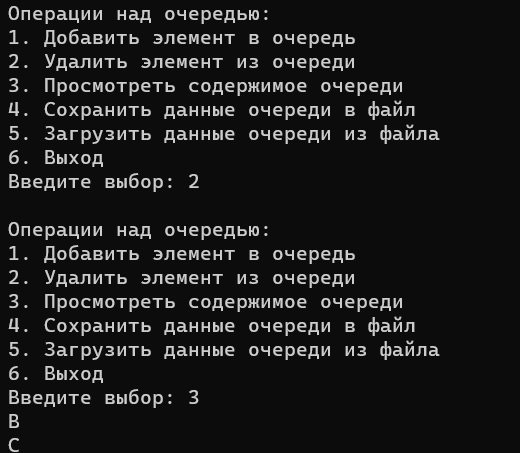 Операции над очередью:
1. Добавить элемент в очередь
2. Удалить элемент из очереди
3. Просмотреть содержимое очереди
4. Сохранить данные очереди в файл
5. Загрузить данные очереди из файла
6. Выход
Введите выбор: 2

Операции над очередью:
1. Добавить элемент в очередь
2. Удалить элемент из очереди
3. Просмотреть содержимое очереди
4. Сохранить данные очереди в файл
5. Загрузить данные очереди из файла
6. Выход
Введите выбор: 3
B
C